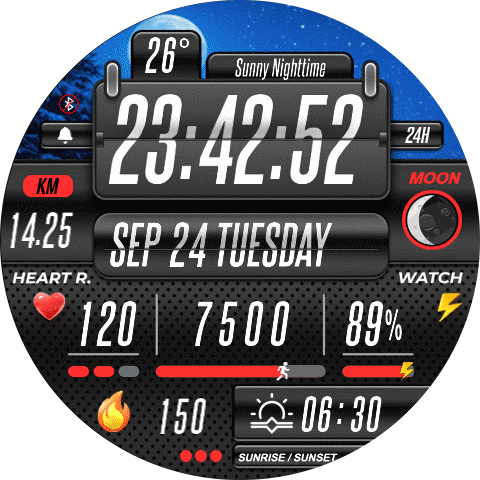 26°
Sunny Nighttime
23:42:52
24H
KM
MOON
14.25
SEP 24 TUESDAY
HEART R.
WATCH
120
7500
89%
150
06:30
SUNRISE / SUNSET